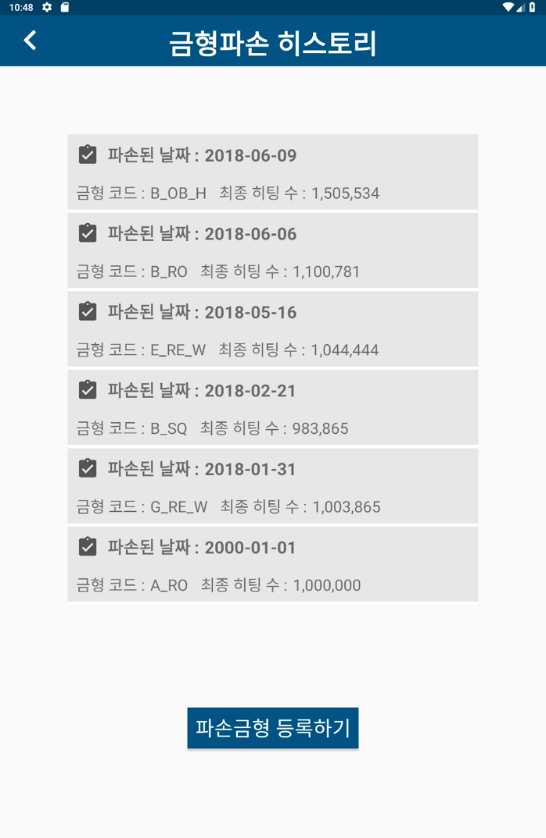 10:48
금형파손 히스토리
파손된 날짜 : 2018-06-09
금형 코드 : B_OB_H 최종 히팅 수 : 1,505,534
파손된 날짜 : 2018-06-06
금형 코드 : B_RO 최종 히팅 수 : 1,100,781
파손된 날짜 : 2018-05-16
금형 코드 : E_RE_W 최종 히팅 수 : 1,044,444
파손된 날짜 : 2018-02-21
금형 코드 : B_SQ 최종 히팅 수 : 983,865
파손된 날짜 : 2018-01-31
금형 코드 : G_RE_W 최종 히팅 수 : 1,003,865
파손된 날짜 : 2000-01-01
금형 코드 : A_RO 최종 히팅 수 : 1,000,000
파손금형 등록하기